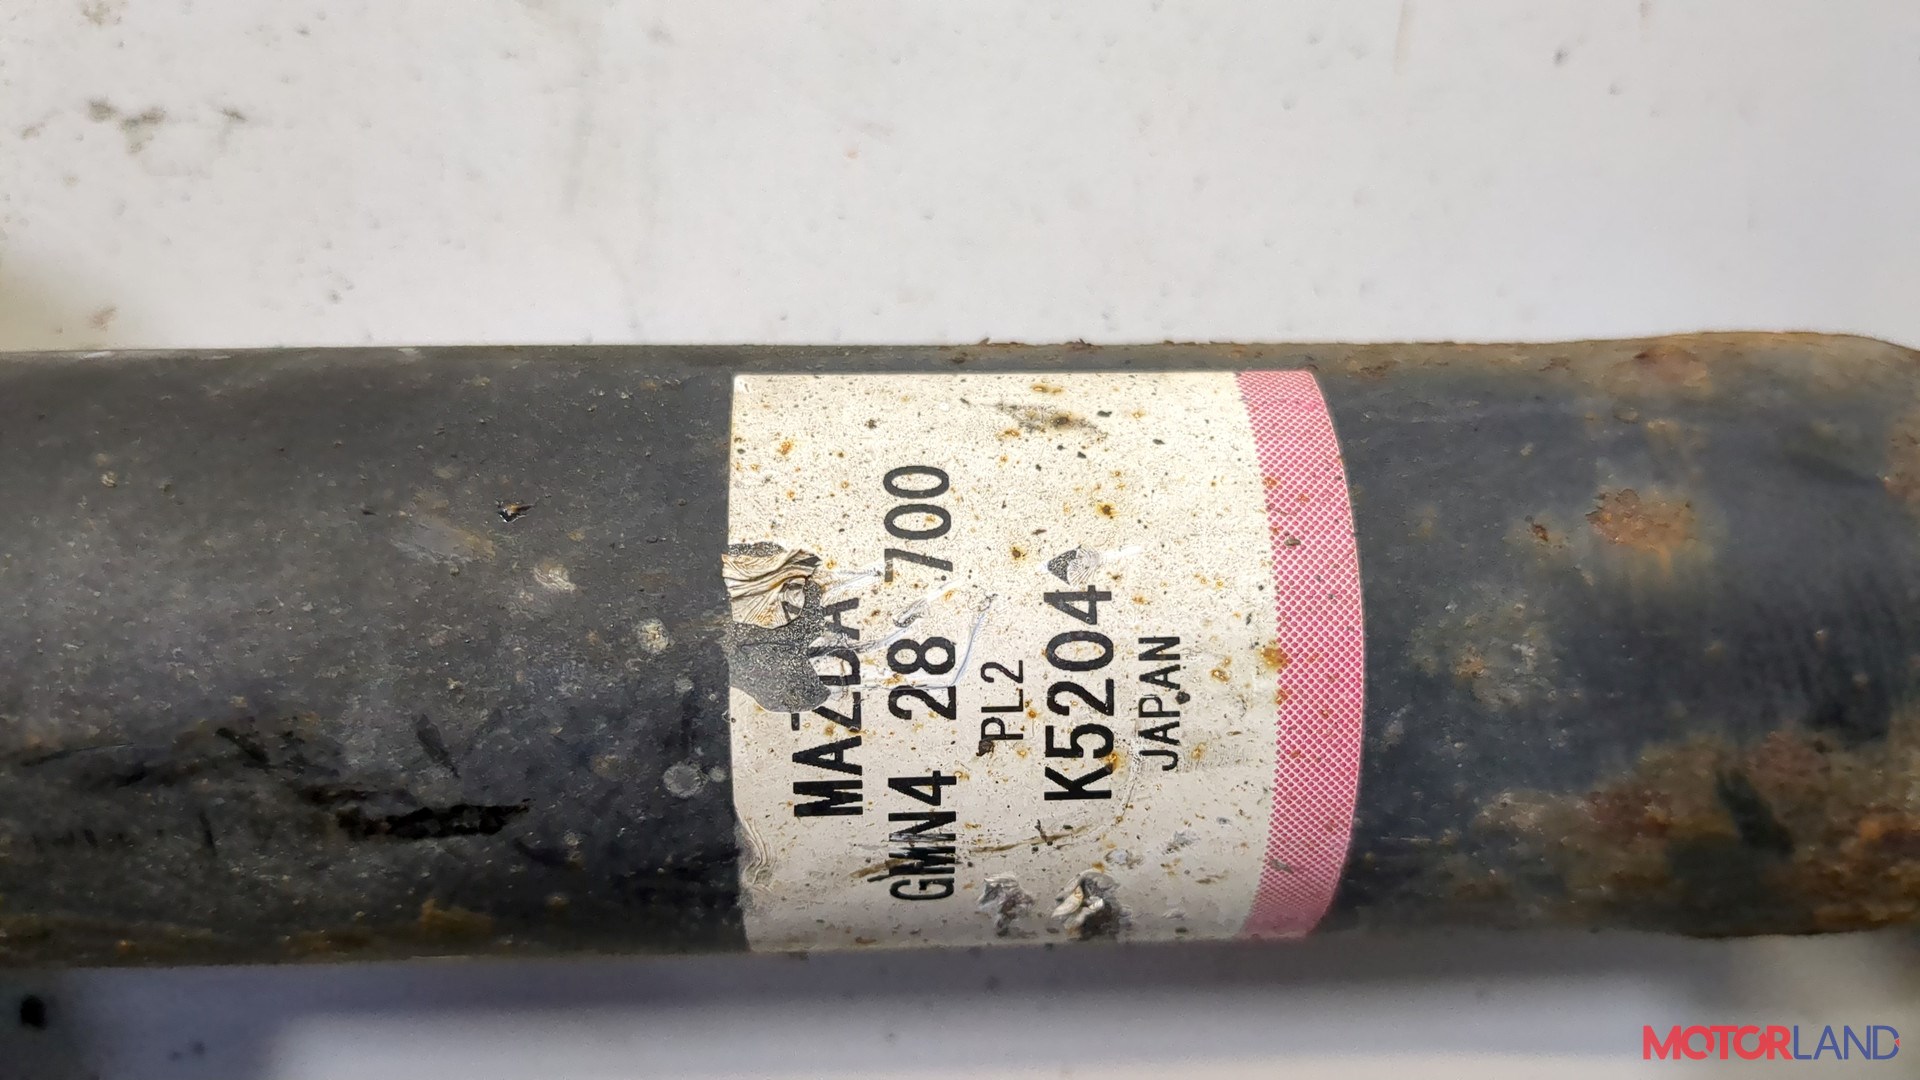 MAZDA
GMN4 28 700
PL2
K5204
JAPAN
MOTORLAND